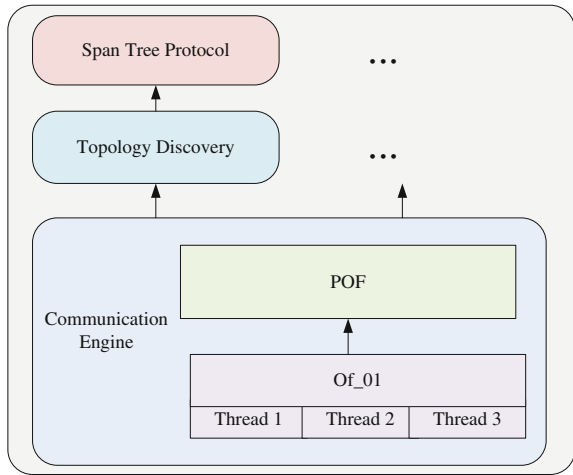 Span Tree Protocol
...
Topology Discovery
...
POF
Communication
Engine
Of_01
Thread 1
Thread 2
Thread 3